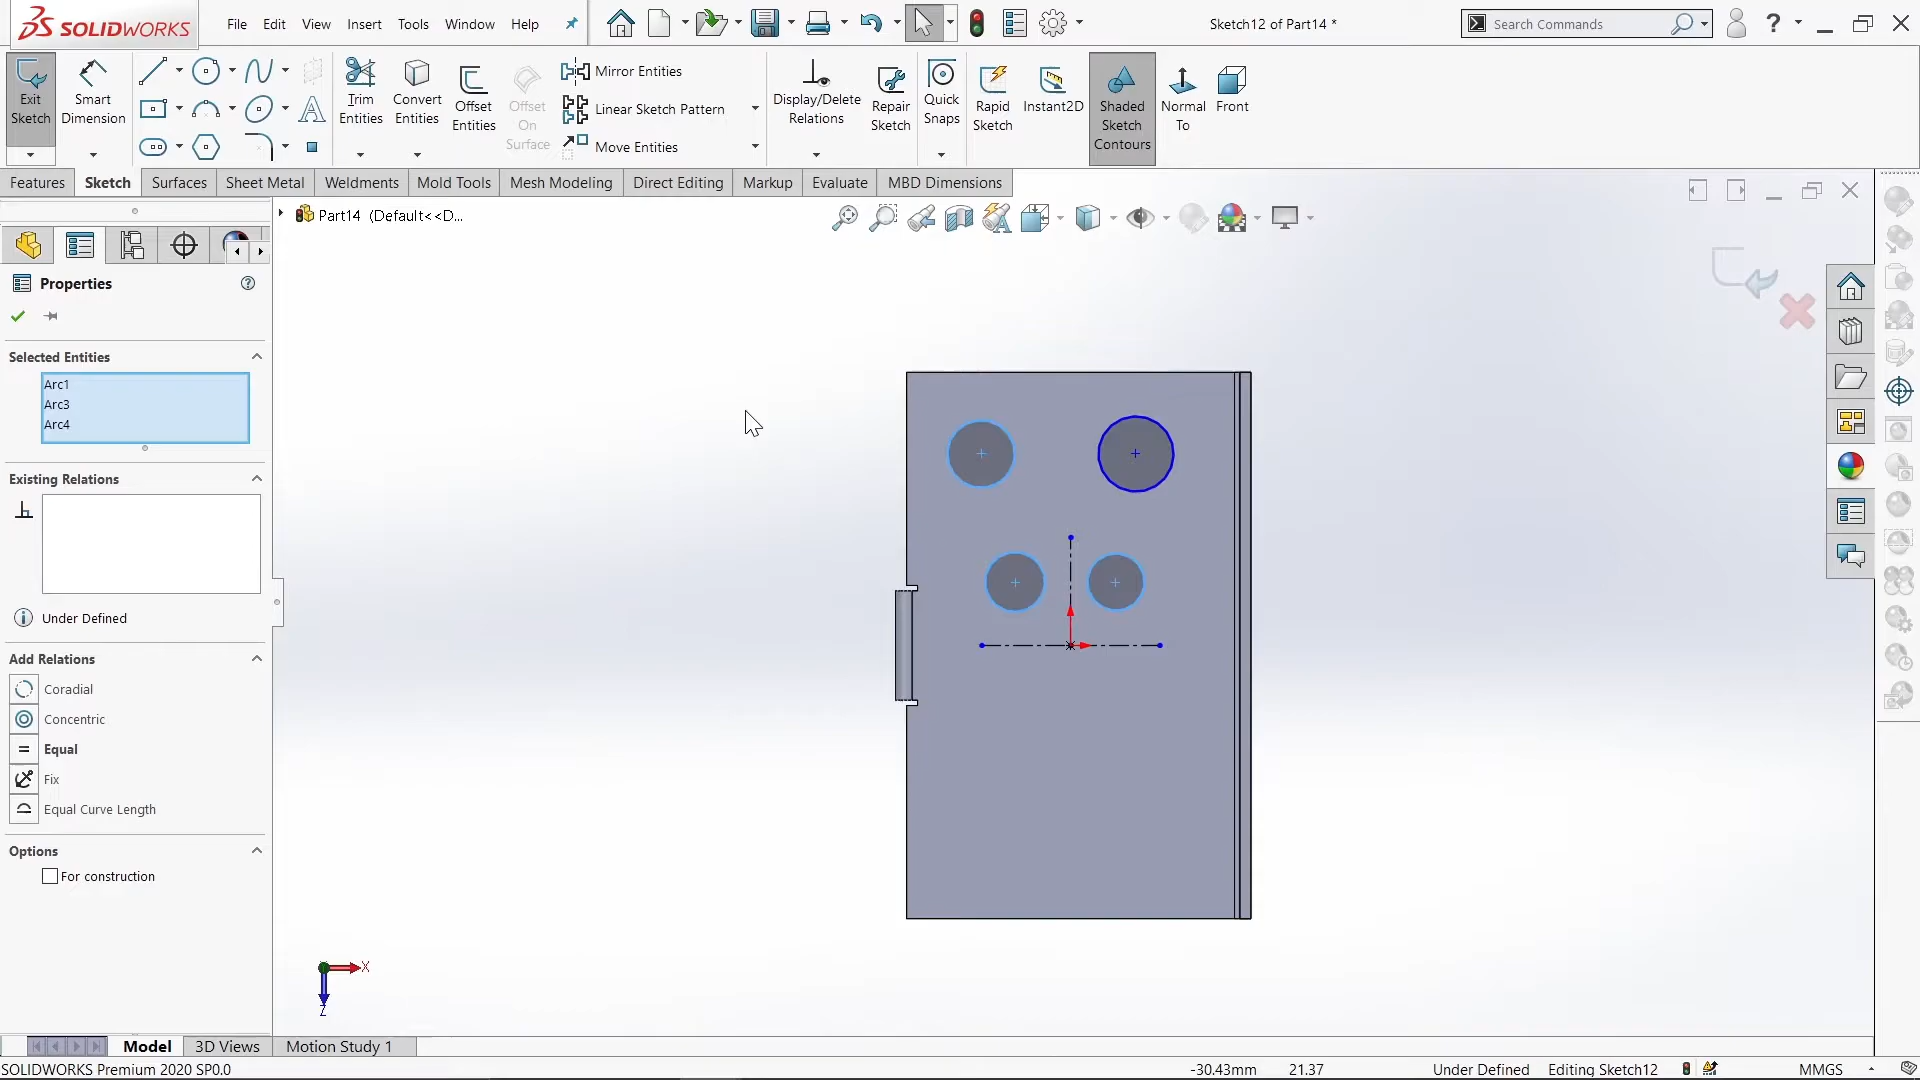 SOLIDWORKS
File Edit View Insert Tools Window Help
Sketch12 of Part14 *
Search Commands
?
Exit Sketch
Smart Dimension
Trim Entities
Convert Entities
Offset Entities
Offset On Surface
Mirror Entities
Linear Sketch Pattern
Move Entities
Display/Delete Relations
Repair Sketch
Quick Snaps
Rapid Sketch
Instant2D
Shaded Sketch Contours
Normal To
Front
Features Sketch Surfaces Sheet Metal Weldments Mold Tools Mesh Modeling Direct Editing Markup Evaluate MBD Dimensions
Part14 (Default<<D...
Properties
Selected Entities
Arc1
Arc3
Arc4
Existing Relations
Under Defined
Add Relations
Coradial
Concentric
Equal
Fix
Equal Curve Length
Options
For construction
X
Z
Model 3D Views Motion Study 1
SOLIDWORKS Premium 2020 SP0.0
-30.43mm 21.37 Under Defined Editing Sketch12 MMGS